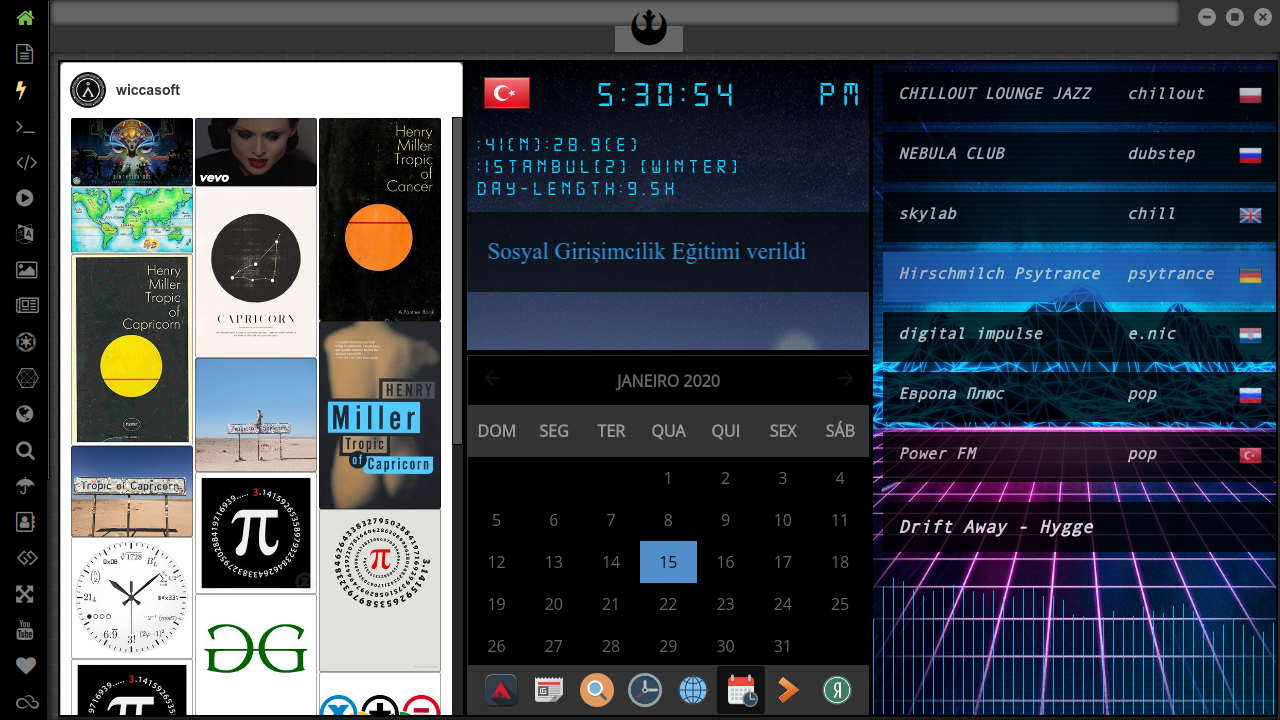 wiccasoft
vevo
Henry
Miller
Tropic
of
Cancer
A Panther Book
Henry
Miller
Tropic
of
Capricorn
Panther
CAPRICORN
HENRY
Miller
Tropic
of Capricorn
Tropic of Capricorn
π
π
5:30:54 PM
:41(N):28.9(E)
:ISTANBUL(2) (WINTER)
DAY-LENGTH:9.5H
Sosyal Girişimcilik Eğitimi verildi
JANEIRO 2020
DOM SEG TER QUA QUI SEX SÁB
1 2 3 4
5 6 7 8 9 10 11
12 13 14 15 16 17 18
19 20 21 22 23 24 25
26 27 28 29 30 31
CHILLOUT LOUNGE JAZZ chillout
NEBULA CLUB dubstep
skylab chill
Hirschmilch Psytrance psytrance
digital impulse e.nic
Европа Плюс pop
Power FM pop
Drift Away - Hygge
You
Tube
Я